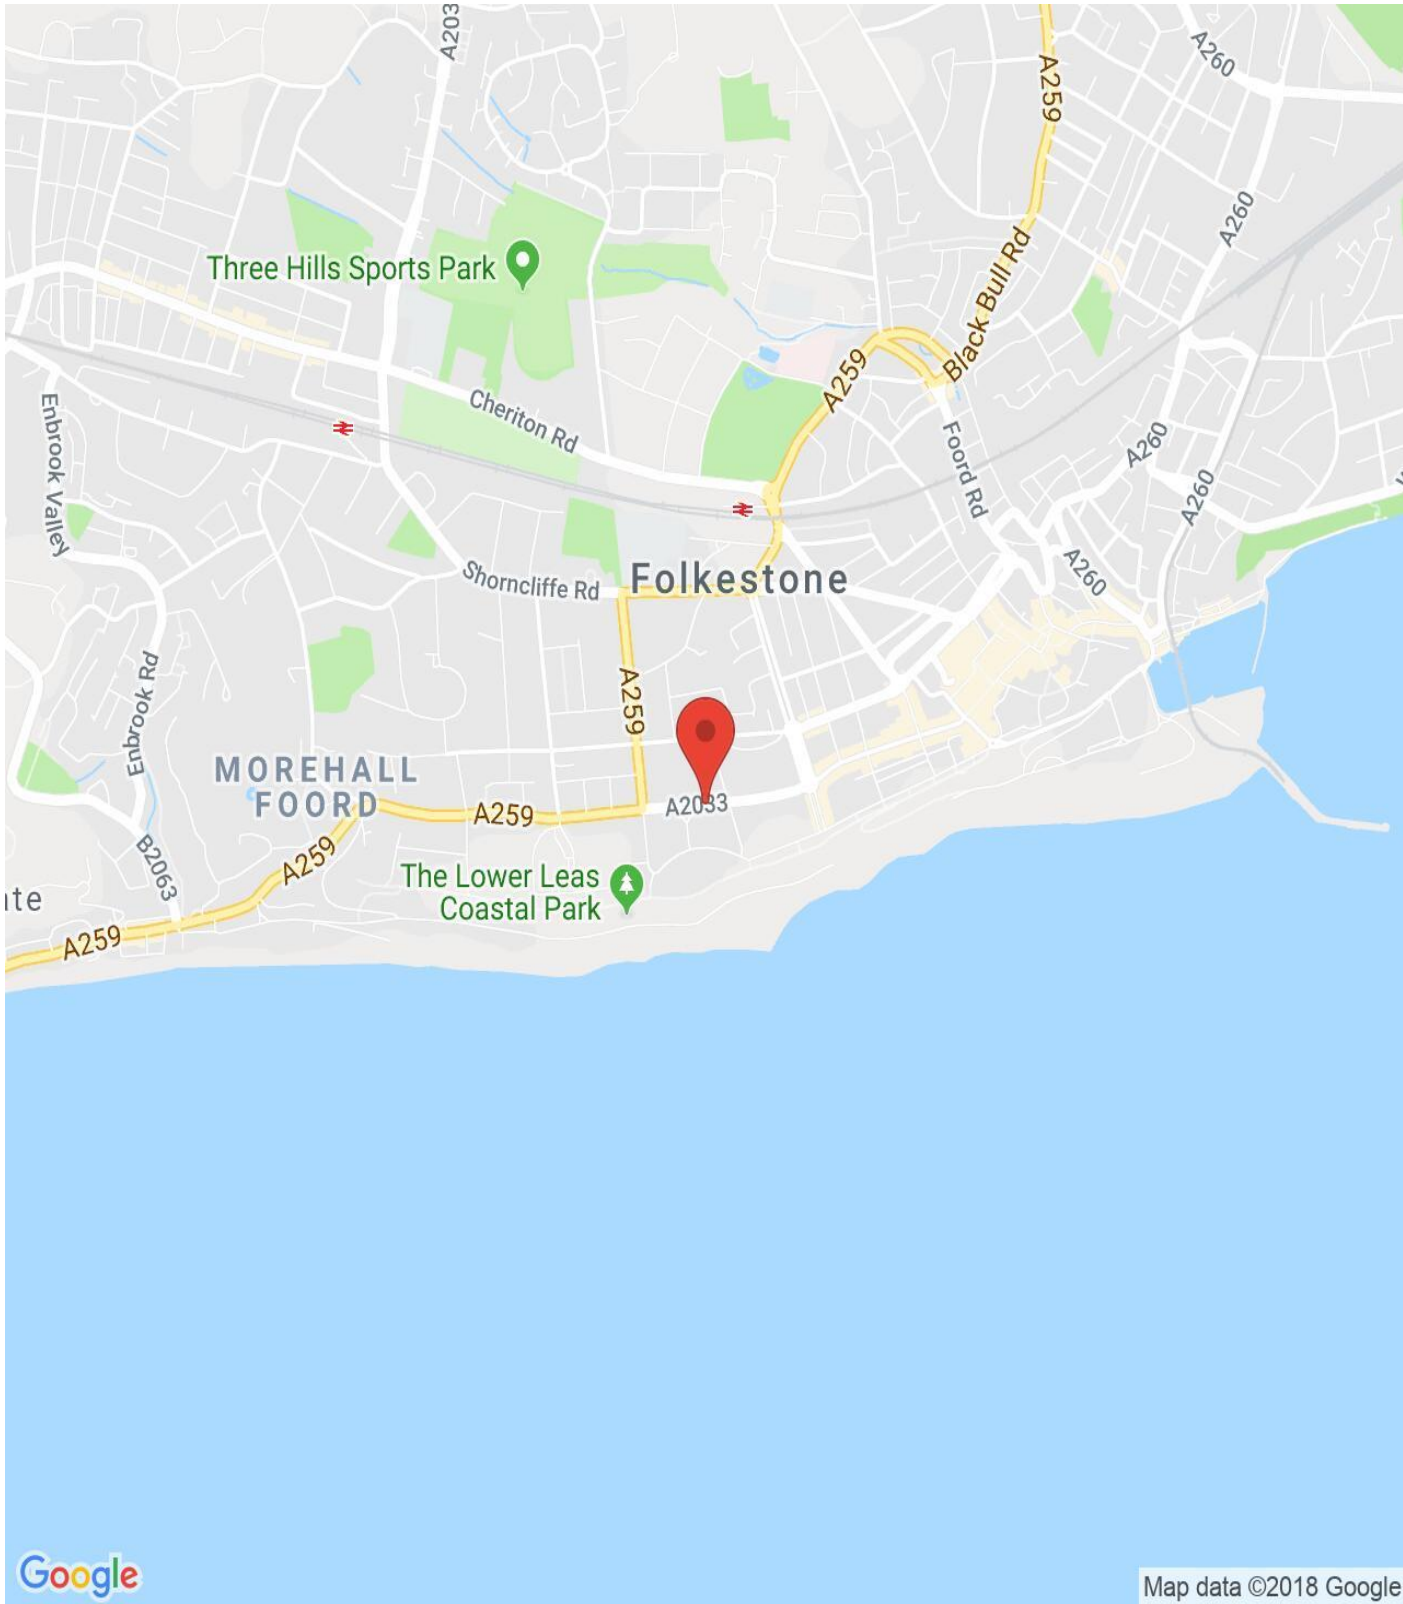 A203
A260
A259
A260
Three Hills Sports Park
Black Bull Rd
A259
Cheriton Rd
Enbrook Valley
Foord Rd
A260
A260
Shorncliffe Rd
Folkestone
A260
Enbrook Rd
A259
MOREHALL
FOORD
A259
A2033
B2063
A259
The Lower Leas
Coastal Park
ate
A259
Google
Map data ©2018 Google